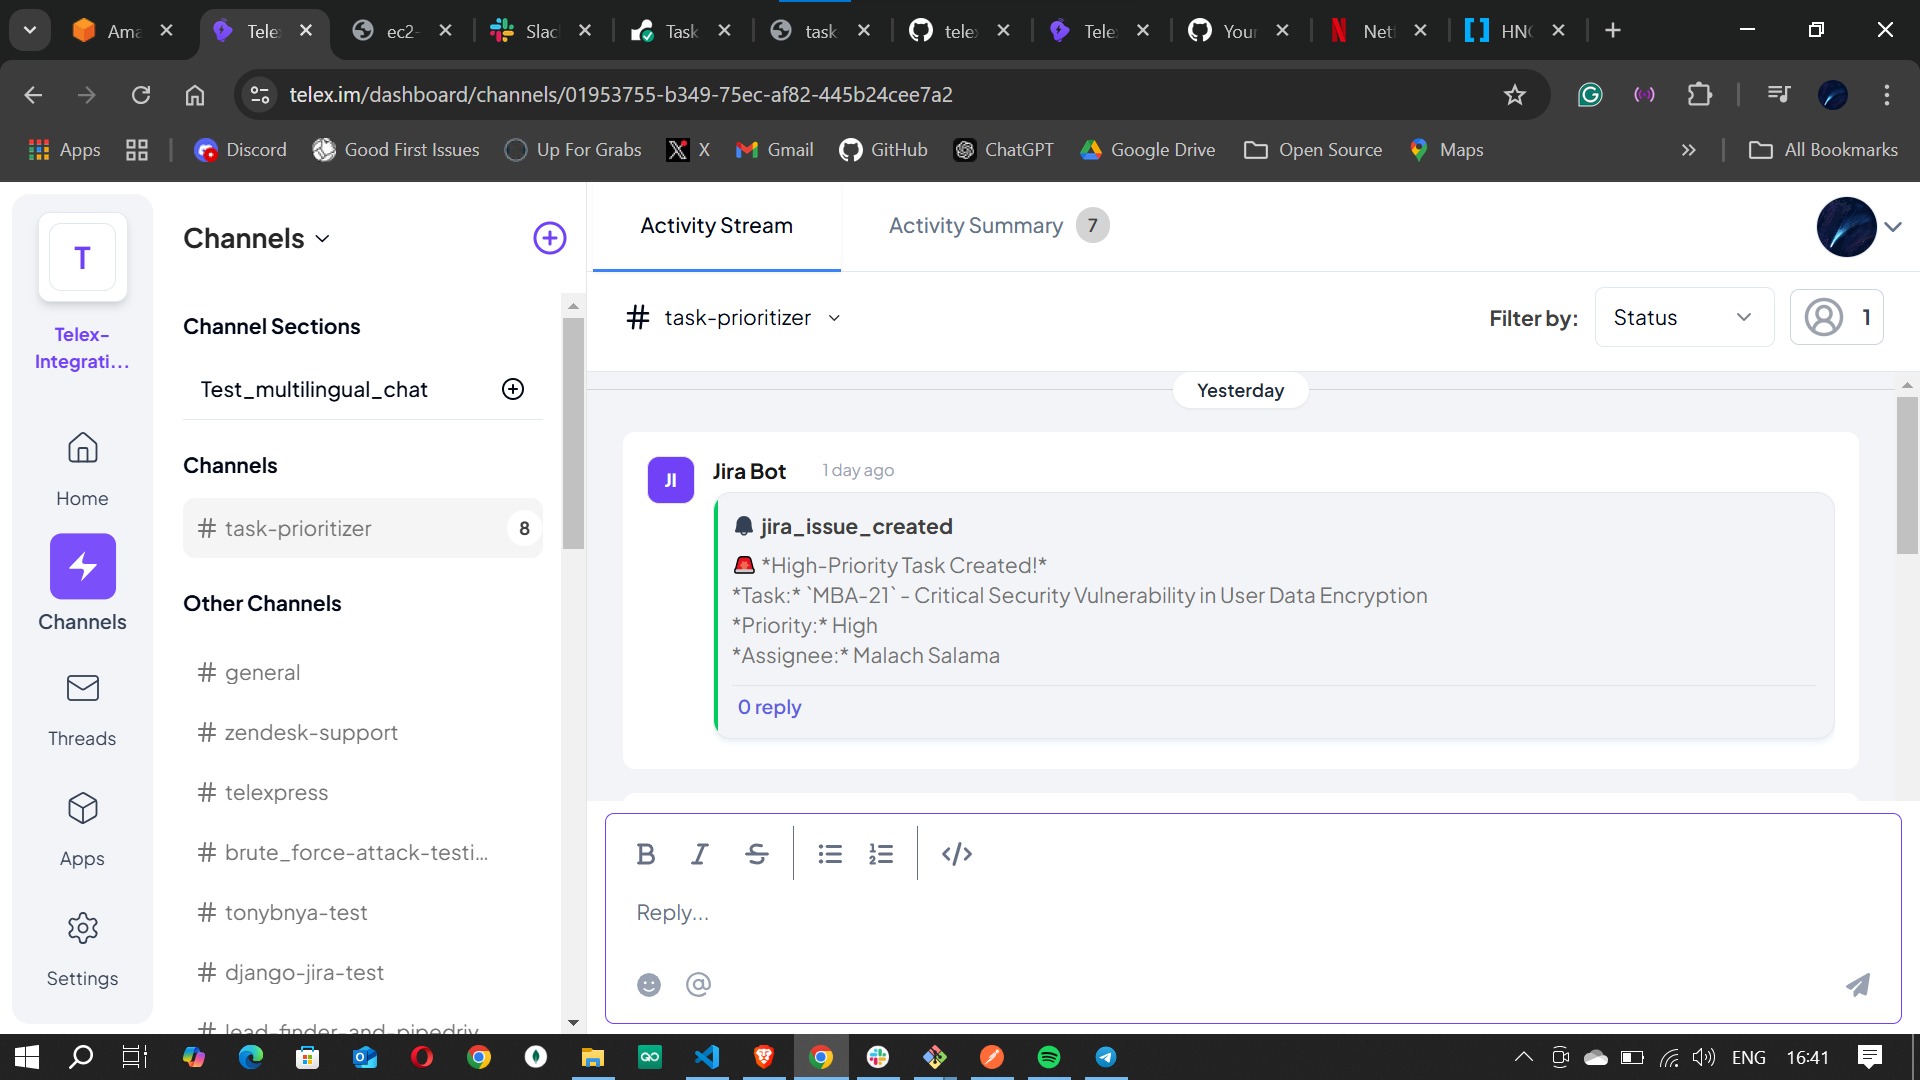 Ama
Tele
ec2-
Slac
Task
task
telex
Tele
Your
Netf
HNG
telex.im/dashboard/channels/01953755-b349-75ec-af82-445b24cee7a2
Apps
Discord
Good First Issues
Up For Grabs
X
Gmail
GitHub
ChatGPT
Google Drive
Open Source
Maps
»
All Bookmarks
T
Telex-
Integrati...
Home
Channels
Threads
Apps
Settings
Channels
Channel Sections
Test_multilingual_chat
Channels
# task-prioritizer 8
Other Channels
# general
# zendesk-support
# telexpress
# brute_force-attack-testi...
# tonybnya-test
# django-jira-test
# lead-finder-and-pipedriv
Activity Stream
Activity Summary 7
# task-prioritizer
Filter by:
Status
1
Yesterday
JI
Jira Bot 1 day ago
jira_issue_created
🚨 *High-Priority Task Created!*
*Task:* `MBA-21` - Critical Security Vulnerability in User Data Encryption
*Priority:* High
*Assignee:* Malach Salama
0 reply
Reply...
ENG
16:41